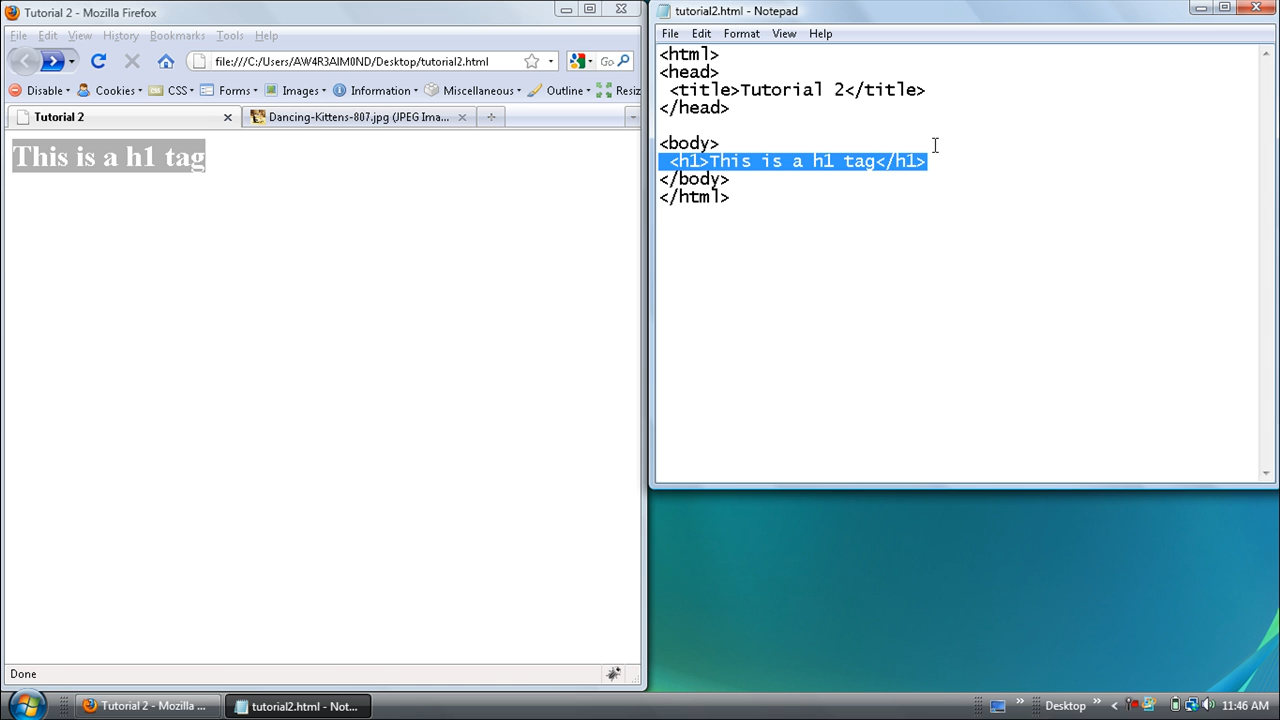 Tutorial 2 - Mozilla Firefox
File Edit View History Bookmarks Tools Help
file:///C:/Users/AW4R3AIM0ND/Desktop/tutorial2.html
Go
Disable Cookies CSS Forms Images Information Miscellaneous Outline Resiz
Tutorial 2
Dancing-Kittens-807.jpg (JPEG Ima...
This is a h1 tag
Done
tutorial2.html - Notepad
File Edit Format View Help
<html>
<head>
<title>Tutorial 2</title>
</head>
<body>
<h1>This is a h1 tag</h1>
</body>
</html>
Tutorial 2 - Mozilla ...
tutorial2.html - Not...
Desktop
11:46 AM